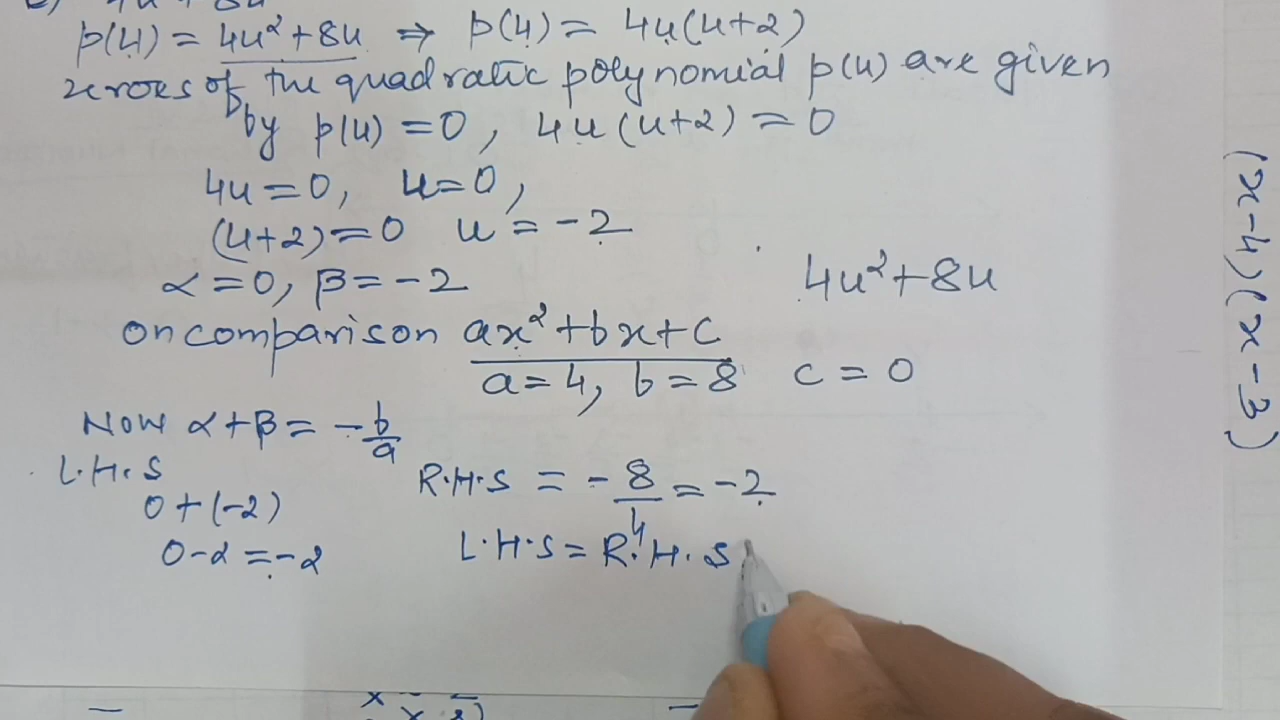 p(u) = 4u²+8u ⇒ p(u) = 4u(u+2)
zeroes of the quadratic polynomial p(u) are given
by p(u) = 0, 4u(u+2) = 0
4u = 0, u = 0,
(u+2) = 0 u = -2
α = 0, β = -2
4u²+8u
on comparison ax²+bx+c
a = 4, b = 8 c = 0
Now α+β = -b/a
L.H.S
R.H.S = -8/4 = -2
0+(-2)
0-2 = -2
L.H.S = R.H.S
(x-4)(x-3)